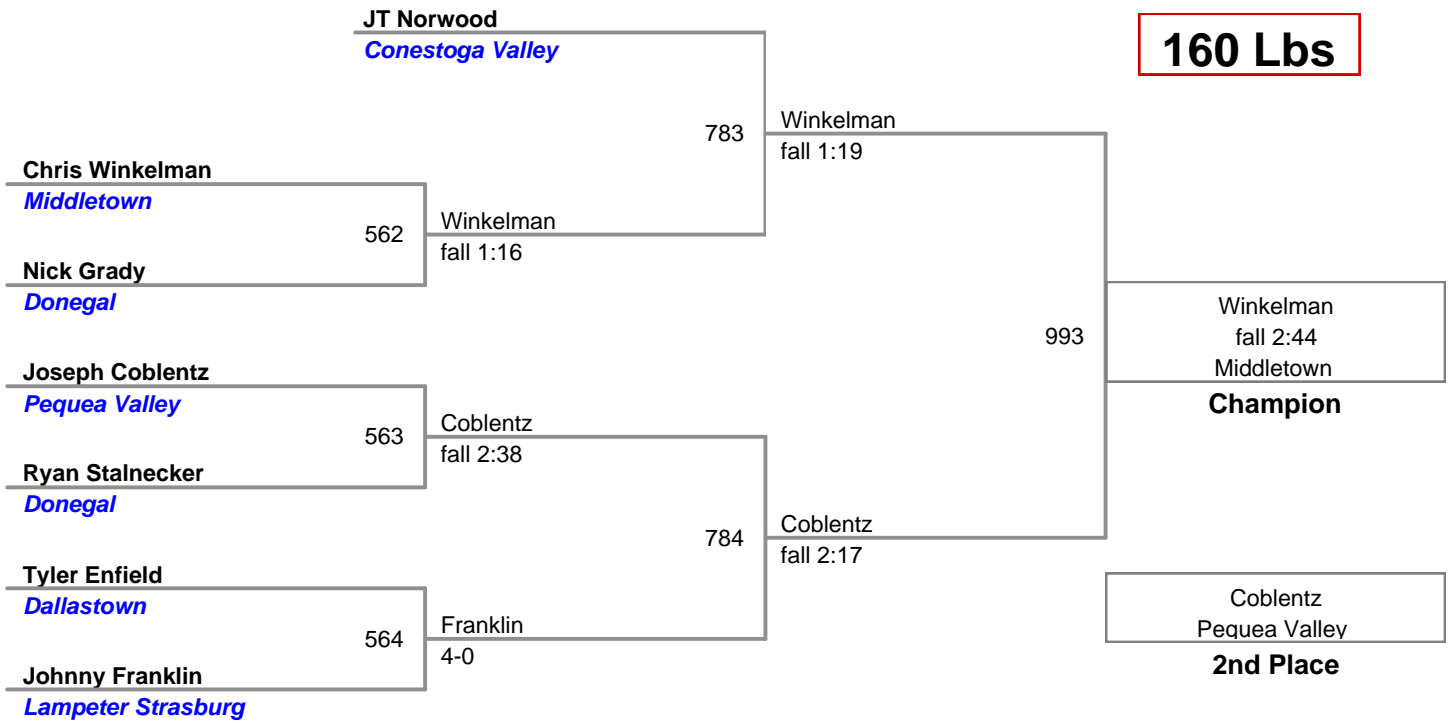 JT Norwood
Conestoga Valley
160 Lbs
783
Winkelman
fall 1:19
Chris Winkelman
Middletown
562
Winkelman
fall 1:16
Nick Grady
Donegal
993
Winkelman
fall 2:44
Middletown
Champion
Joseph Coblentz
Pequea Valley
563
Coblentz
fall 2:38
Ryan Stalnecker
Donegal
784
Coblentz
fall 2:17
Tyler Enfield
Dallastown
564
Franklin
4-0
Johnny Franklin
Lampeter Strasburg
Coblentz
Pequea Valley
2nd Place